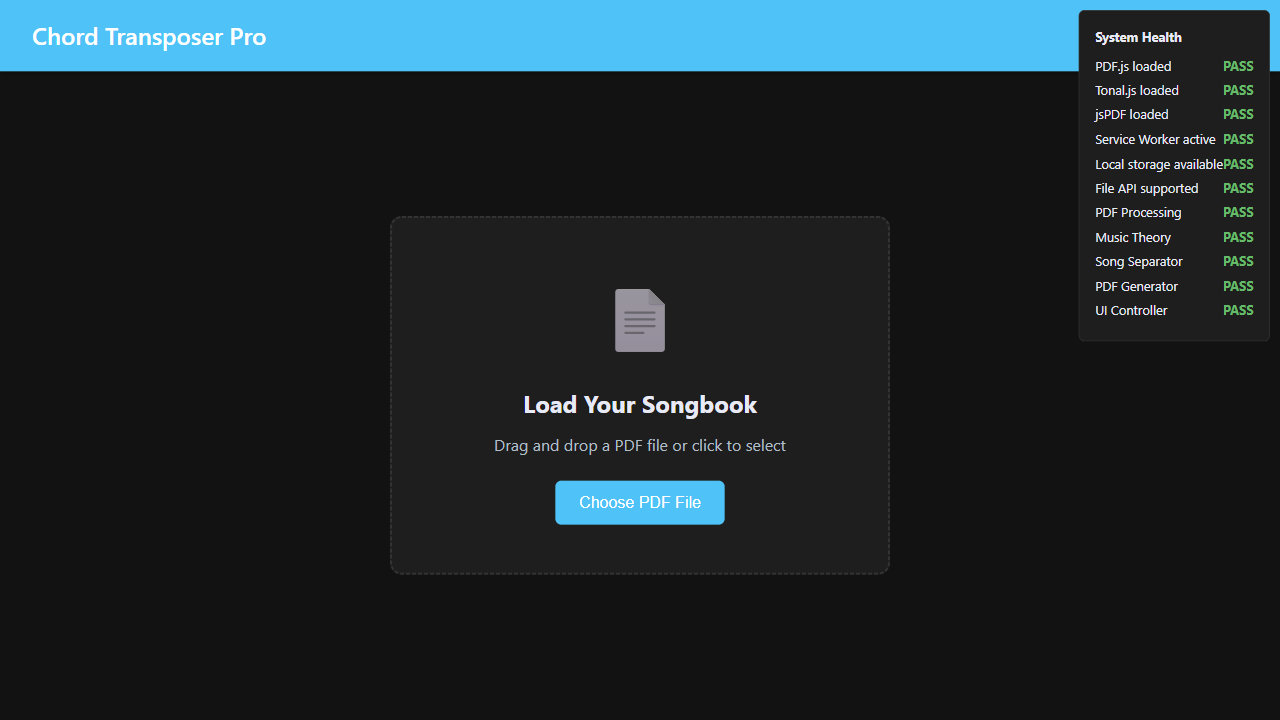 Chord Transposer Pro
System Health
PDF.js loaded PASS
Tonal.js loaded PASS
jsPDF loaded PASS
Service Worker active PASS
Local storage available PASS
File API supported PASS
PDF Processing PASS
Music Theory PASS
Song Separator PASS
PDF Generator PASS
UI Controller PASS
Load Your Songbook
Drag and drop a PDF file or click to select
Choose PDF File